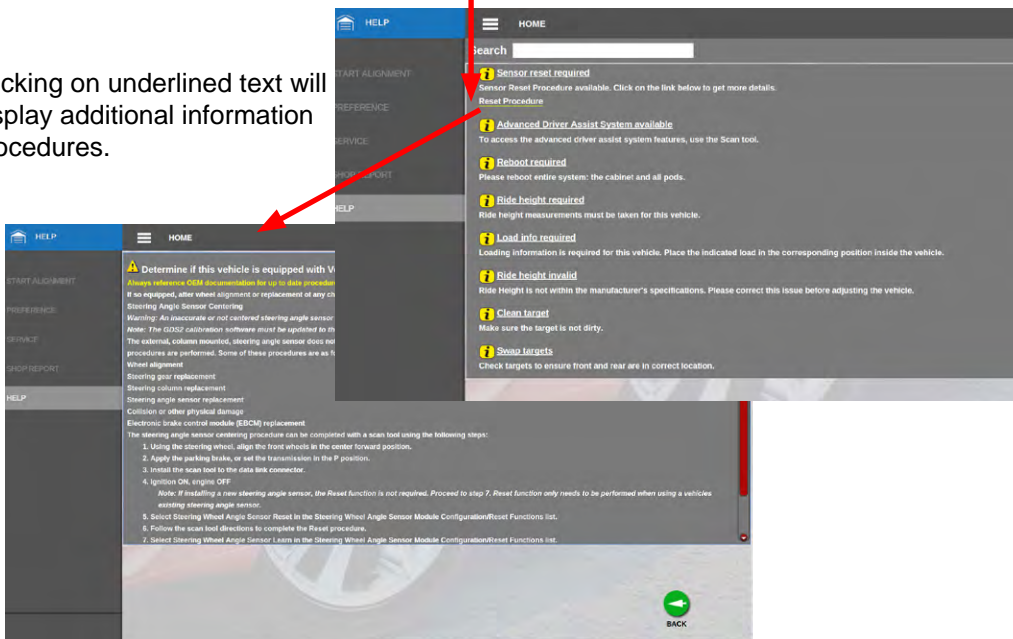 cking on underlined text will
splay additional information
ocedures.
HELP
HOME
Search
START ALIGNMENT
PREFERENCE
SERVICE
SHOP REPORT
HELP
Sensor reset required
Sensor Reset Procedure available. Click on the link below to get more details.
Reset Procedure
Advanced Driver Assist System available
To access the advanced driver assist system features, use the Scan tool.
Reboot required
Please reboot entire system: the cabinet and all pods.
Ride height required
Ride height measurements must be taken for this vehicle.
Load info required
Loading information is required for this vehicle. Place the indicated load in the corresponding position inside the vehicle.
Ride height invalid
Ride Height is not within the manufacturer's specifications. Please correct this issue before adjusting the vehicle.
Clean target
Make sure the target is not dirty.
Swap targets
Check targets to ensure front and rear are in correct location.
HELP
HOME
START ALIGNMENT
PREFERENCE
SERVICE
SHOP REPORT
HELP
Determine if this vehicle is equipped with V
Always reference OEM documentation for up to date procedur
If so equipped, after wheel alignment or replacement of any c
Steering Angle Sensor Centering
Warning: An inaccurate or not centered steering angle sensor
Note: The GDS2 calibration software must be updated to th
The external, column mounted, steering angle sensor does no
procedures are performed. Some of these procedures are as f
Wheel alignment
Steering gear replacement
Steering column replacement
Steering angle sensor replacement
Collision or other physical damage
Electronic brake control module (EBCM) replacement
The steering angle sensor centering procedure can be completed with a scan tool using the following steps:
1. Using the steering wheel, align the front wheels in the center forward position.
2. Apply the parking brake, or set the transmission in the P position.
3. Install the scan tool to the data link connector.
4. Ignition ON, engine OFF
Note: If installing a new steering angle sensor, the Reset function is not required. Proceed to step 7. Reset function only needs to be performed when using a vehicles
existing steering angle sensor.
5. Select Steering Wheel Angle Sensor Reset in the Steering Wheel Angle Sensor Module Configuration/Reset Functions list.
6. Follow the scan tool directions to complete the Reset procedure.
7. Select Steering Wheel Angle Sensor Learn in the Steering Wheel Angle Sensor Module Configuration/Reset Functions list.
BACK